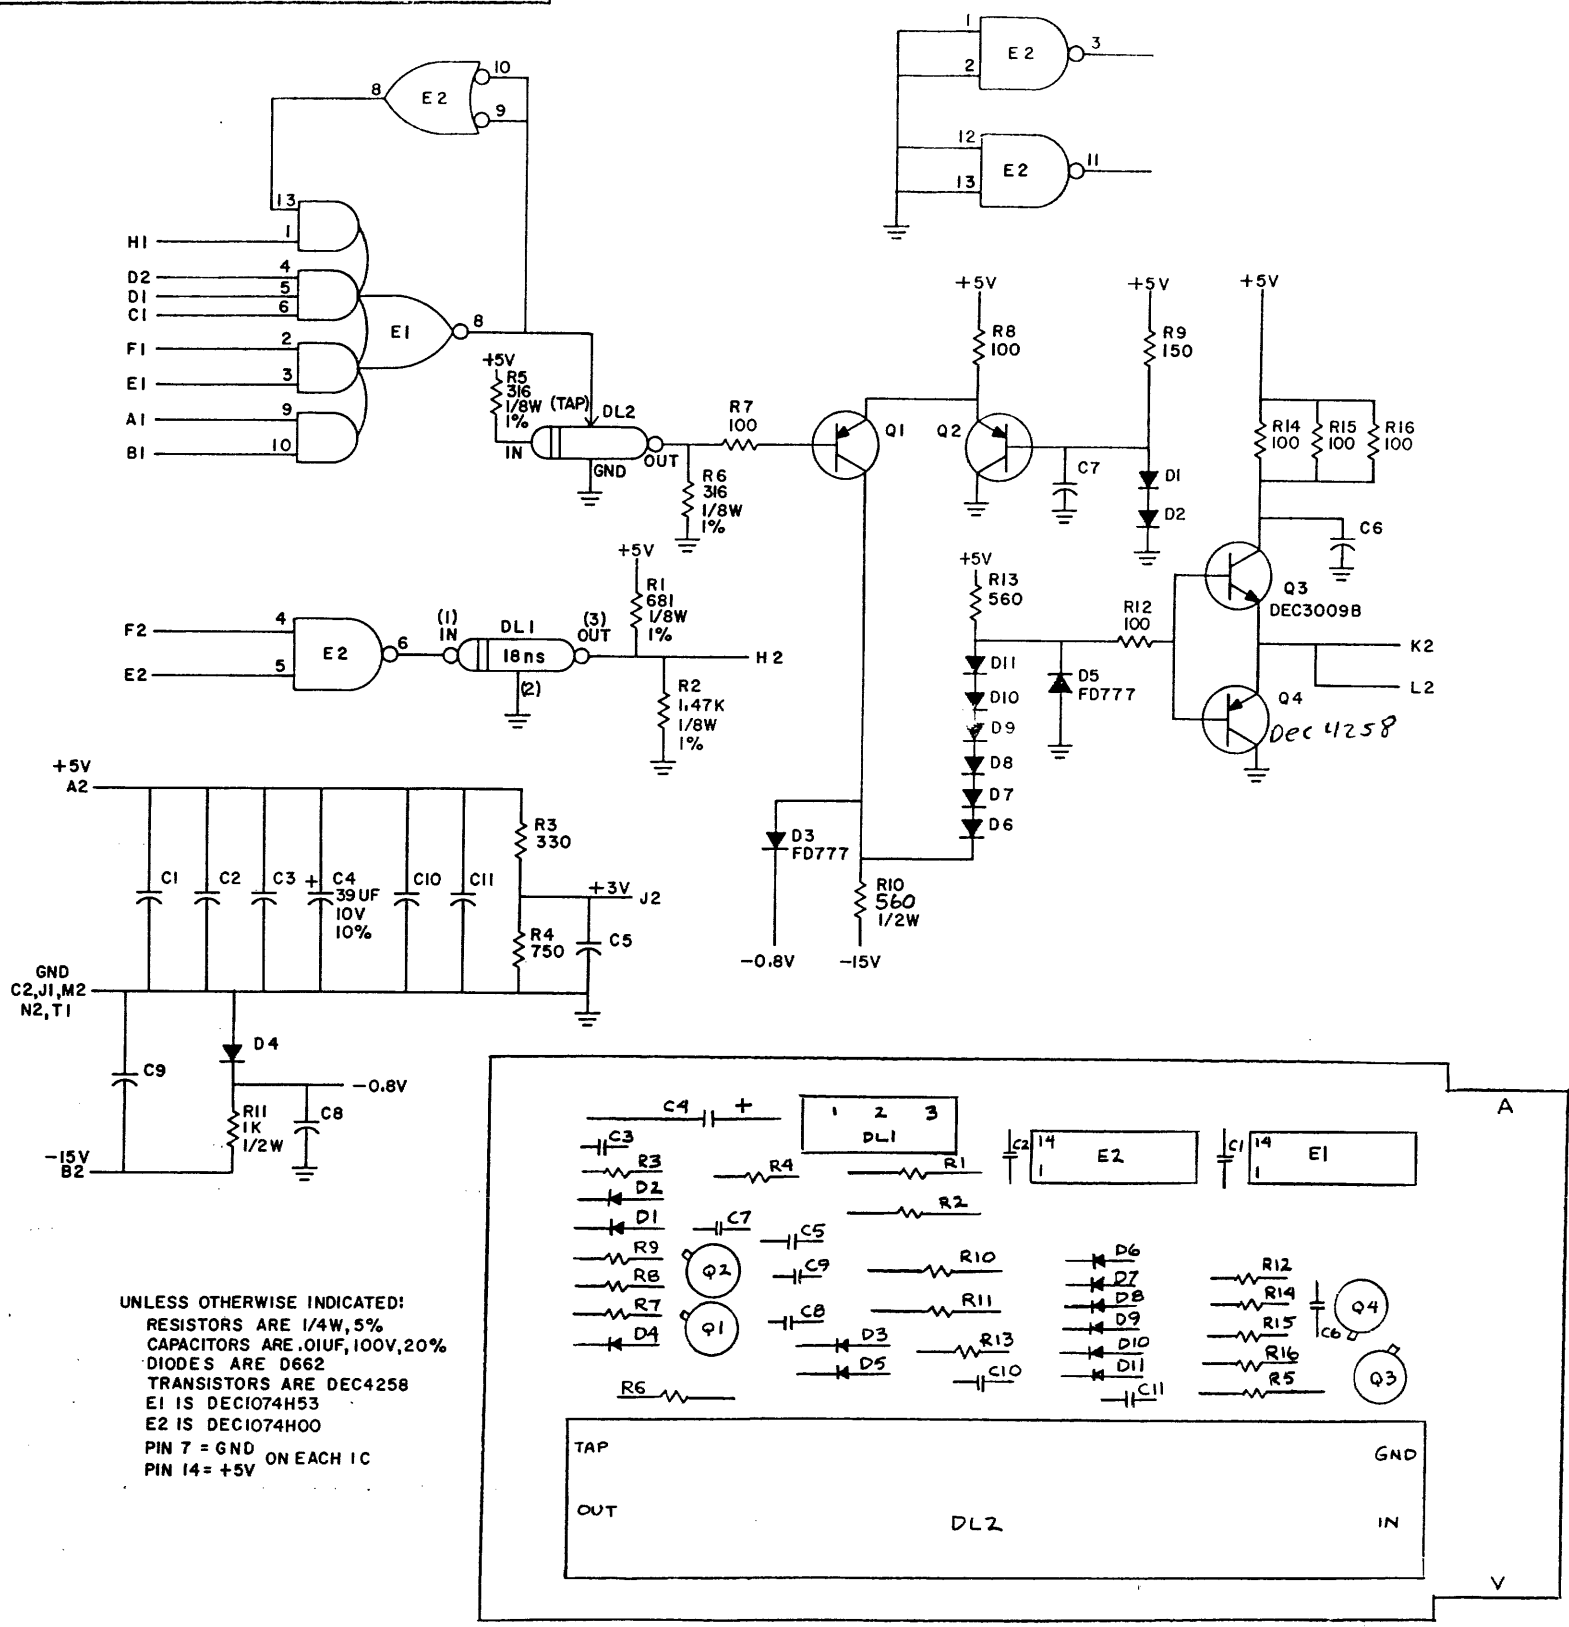 1
2
E2
3
12
13
E2
11
8
E2
10
9
13
1
H1
D2
4
D1
5
C1
6
F1
2
E1
3
A1
9
B1
10
E1
8
+5V
R5
316
1/8W
1%
(TAP)
DL2
IN
GND
OUT
R6
316
1/8W
1%
R7
100
Q1
+5V
R8
100
Q2
C7
+5V
R9
150
D1
D2
+5V
R14
100
R15
100
R16
100
C6
Q3
DEC3009B
K2
L2
Q4
Dec 4258
+5V
R13
560
R12
100
D11
D10
D9
D8
D7
D6
D5
FD777
D3
FD777
-0.8V
R10
560
1/2W
-15V
F2
4
E2
5
E2
6
(1)
IN
DL1
18ns
(2)
(3)
OUT
+5V
R1
681
1/8W
1%
H2
R2
1.47K
1/8W
1%
+5V
A2
C1
C2
C3
+
C4
39UF
10V
10%
C10
C11
R3
330
+3V
J2
R4
750
C5
GND
C2,J1,M2
N2,T1
C9
D4
-0.8V
R11
1K
1/2W
C8
-15V
B2
UNLESS OTHERWISE INDICATED:
RESISTORS ARE 1/4W,5%
CAPACITORS ARE .01UF,100V,20%
DIODES ARE D662
TRANSISTORS ARE DEC4258
E1 IS DEC1074H53
E2 IS DEC1074H00
PIN 7 = GND
PIN 14= +5V
ON EACH IC
C4
+
1 2 3
DL1
C3
R3
R4
R1
C2
14
1
E2
C1
14
1
E1
A
D2
R2
D1
C7
C5
R9
Q2
C9
R10
D6
R12
R8
D7
D8
R14
Q4
R7
Q1
C8
R11
D9
R15
C6
D4
D3
R13
D10
R16
D5
C10
D11
R5
Q3
R6
C11
TAP
GND
OUT
DL2
IN
V